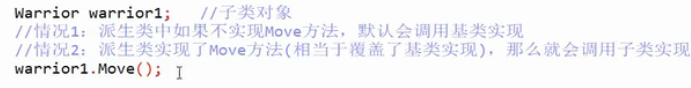 Warrior warrior1;   //子类对象
//情况1：派生类中如果不实现Move方法，默认会调用基类实现
//情况2：派生类实现了Move方法(相当于覆盖了基类实现)，那么就会调用子类实现
warrior1.Move();